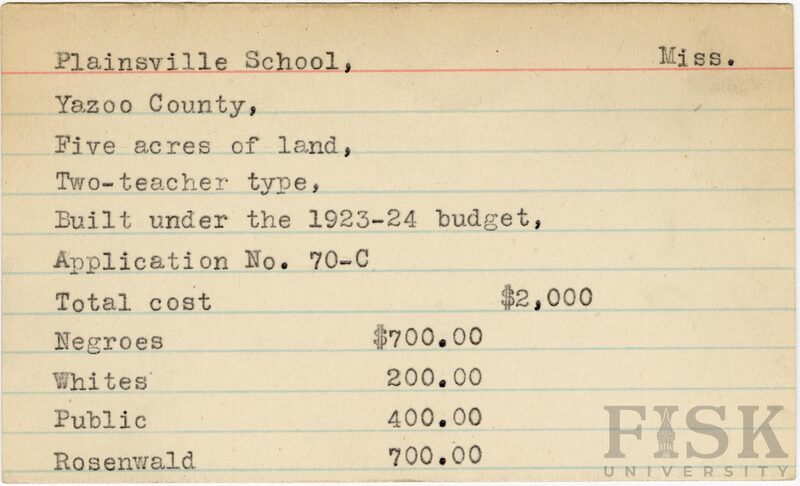 Plainsville School, Miss.
Yazoo County,
Five acres of land,
Two-teacher type,
Built under the 1923-24 budget,
Application No. 70-C
Total cost $2,000
Negroes $700.00
Whites 200.00
Public 400.00
Rosenwald 700.00
FISK
UNIVERSITY